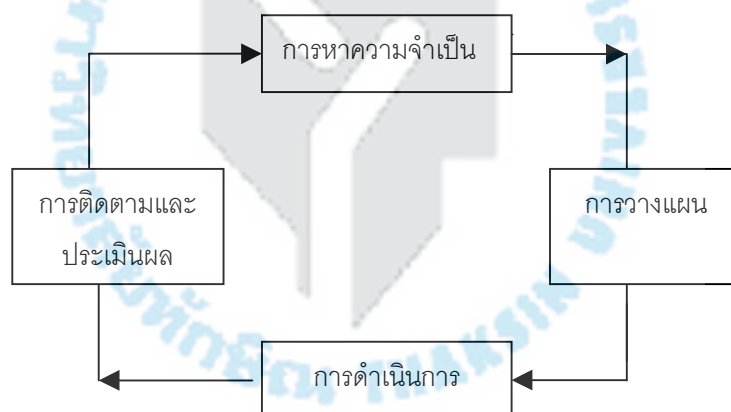 การหาความจำเป็น
การติดตามและ
ประเมินผล
การวางแผน
การดำเนินการ